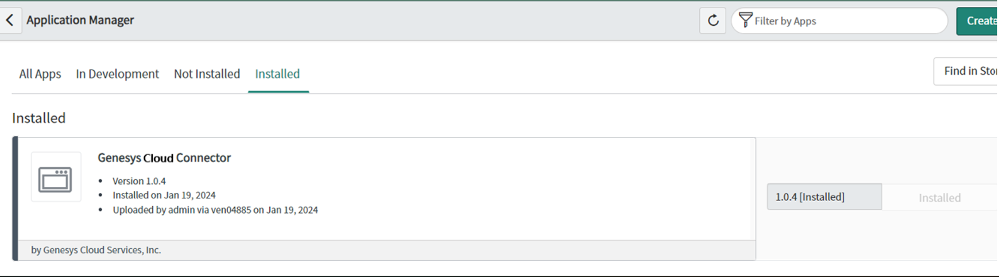 Application Manager
Filter by Apps
Create
All Apps In Development Not Installed Installed
Find in Sto
Installed
Genesys Cloud Connector
• Version 1.0.4
• Installed on Jan 19, 2024
• Uploaded by admin via ven04885 on Jan 19, 2024
1.0.4 [Installed]
Installed
by Genesys Cloud Services, Inc.